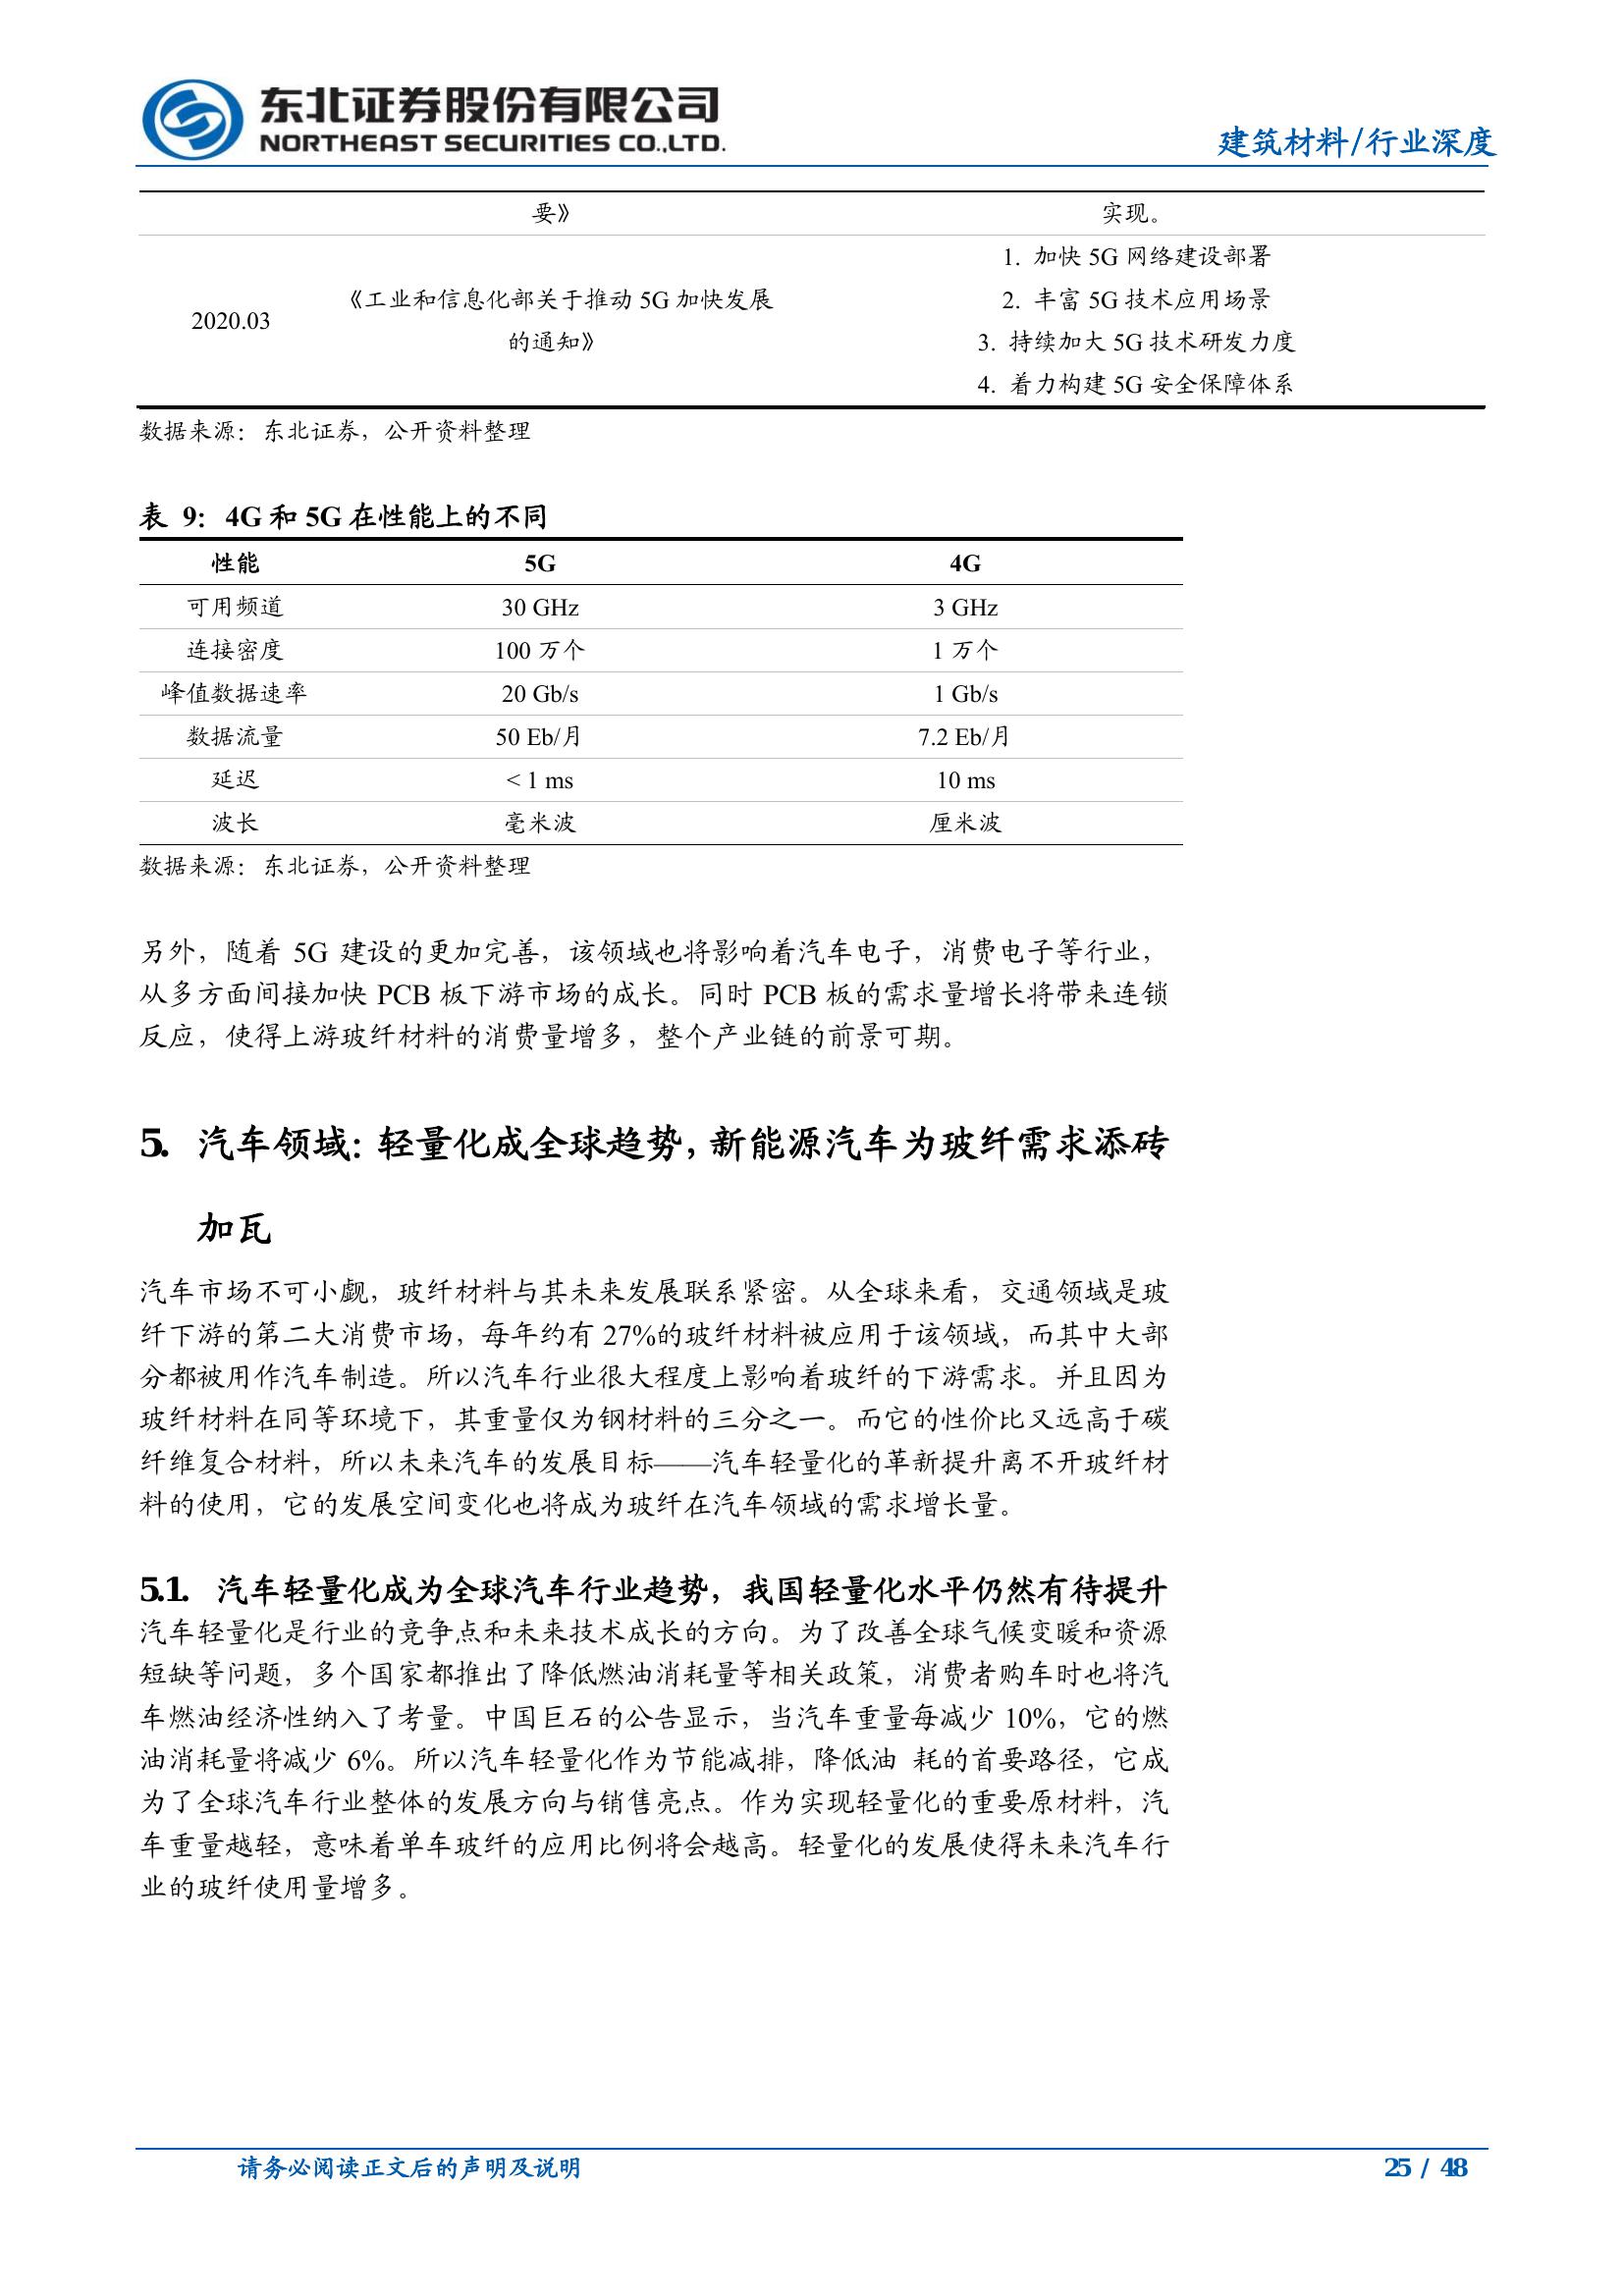 东北证券股份有限公司
NORTHEAST SECURITIES CO.,LTD.
建筑材料/行业深度
要》 实现。
1. 加快 5G 网络建设部署
《工业和信息化部关于推动 5G 加快发展 2. 丰富 5G 技术应用场景
2020.03
的通知》 3. 持续加大 5G 技术研发力度
4. 着力构建 5G 安全保障体系
数据来源：东北证券，公开资料整理
表 9：4G 和 5G 在性能上的不同
性能 5G 4G
可用频道 30 GHz 3 GHz
连接密度 100 万个 1 万个
峰值数据速率 20 Gb/s 1 Gb/s
数据流量 50 Eb/月 7.2 Eb/月
延迟 < 1 ms 10 ms
波长 毫米波 厘米波
数据来源：东北证券，公开资料整理
另外，随着 5G 建设的更加完善，该领域也将影响着汽车电子，消费电子等行业，
从多方面间接加快 PCB 板下游市场的成长。同时 PCB 板的需求量增长将带来连锁
反应，使得上游玻纤材料的消费量增多，整个产业链的前景可期。
5. 汽车领域：轻量化成全球趋势，新能源汽车为玻纤需求添砖
加瓦
汽车市场不可小觑，玻纤材料与其未来发展联系紧密。从全球来看，交通领域是玻
纤下游的第二大消费市场，每年约有 27%的玻纤材料被应用于该领域，而其中大部
分都被用作汽车制造。所以汽车行业很大程度上影响着玻纤的下游需求。并且因为
玻纤材料在同等环境下，其重量仅为钢材料的三分之一。而它的性价比又远高于碳
纤维复合材料，所以未来汽车的发展目标——汽车轻量化的革新提升离不开玻纤材
料的使用，它的发展空间变化也将成为玻纤在汽车领域的需求增长量。
5.1. 汽车轻量化成为全球汽车行业趋势，我国轻量化水平仍然有待提升
汽车轻量化是行业的竞争点和未来技术成长的方向。为了改善全球气候变暖和资源
短缺等问题，多个国家都推出了降低燃油消耗量等相关政策，消费者购车时也将汽
车燃油经济性纳入了考量。中国巨石的公告显示，当汽车重量每减少 10%，它的燃
油消耗量将减少 6%。所以汽车轻量化作为节能减排，降低油 耗的首要路径，它成
为了全球汽车行业整体的发展方向与销售亮点。作为实现轻量化的重要原材料，汽
车重量越轻，意味着单车玻纤的应用比例将会越高。轻量化的发展使得未来汽车行
业的玻纤使用量增多。
请务必阅读正文后的声明及说明 25 / 48